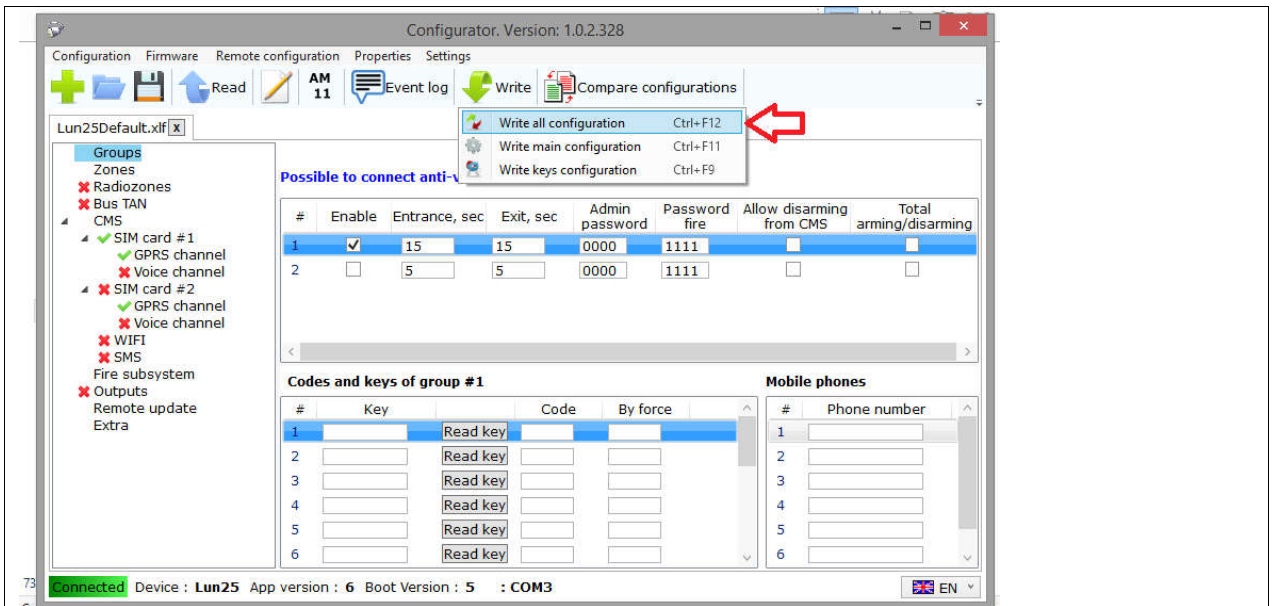 Configurator. Version: 1.0.2.328
Configuration Firmware Remote configuration Properties Settings
Read AM 11 Event log Write Compare configurations
Lun25Default.xlf x
Write all configuration Ctrl+F12
Write main configuration Ctrl+F11
Write keys configuration Ctrl+F9
Groups
Zones
Radiozones
Bus TAN
CMS
SIM card #1
GPRS channel
Voice channel
SIM card #2
GPRS channel
Voice channel
WIFI
SMS
Fire subsystem
Outputs
Remote update
Extra
Possible to connect
# Enable Entrance, sec Exit, sec Admin password Password fire Allow disarming from CMS Total arming/disarming
1 15 15 0000 1111
2 5 5 0000 1111
Codes and keys of group #1
# Key Code By force
1 Read key
2 Read key
3 Read key
4 Read key
5 Read key
6 Read key
Mobile phones
# Phone number
1
2
3
4
5
6
73
Connected Device : Lun25 App version : 6 Boot Version : 5 : COM3
EN